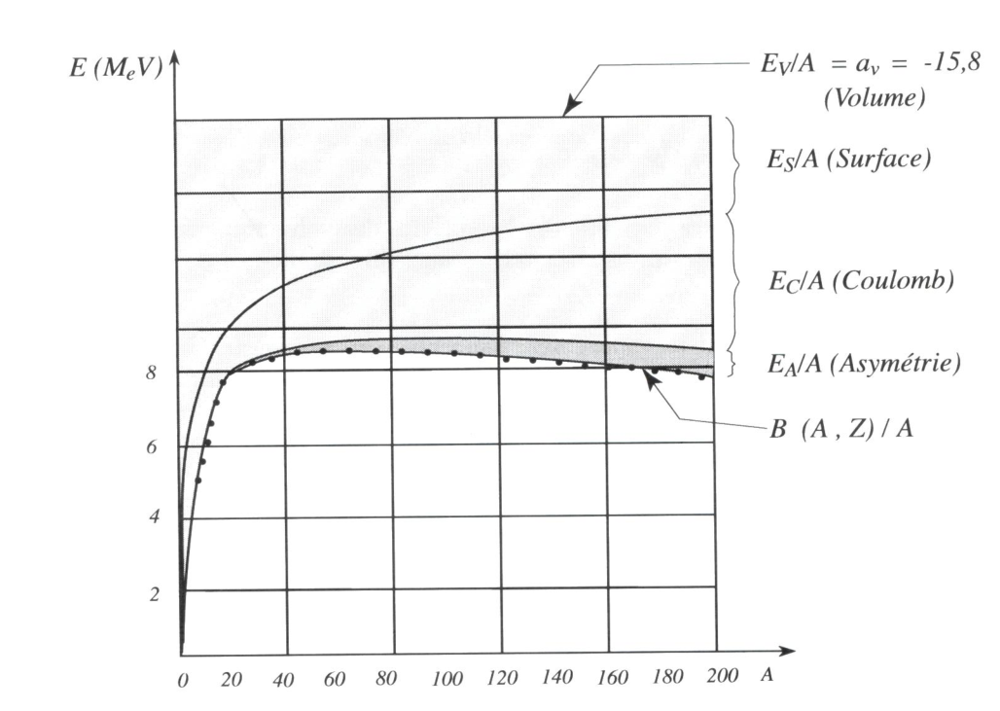 E (MeV)
EV/A = av = -15,8
(Volume)
ES/A (Surface)
EC/A (Coulomb)
EA/A (Asymétrie)
B (A , Z) / A
8
6
4
2
0 20 40 60 80 100 120 140 160 180 200 A